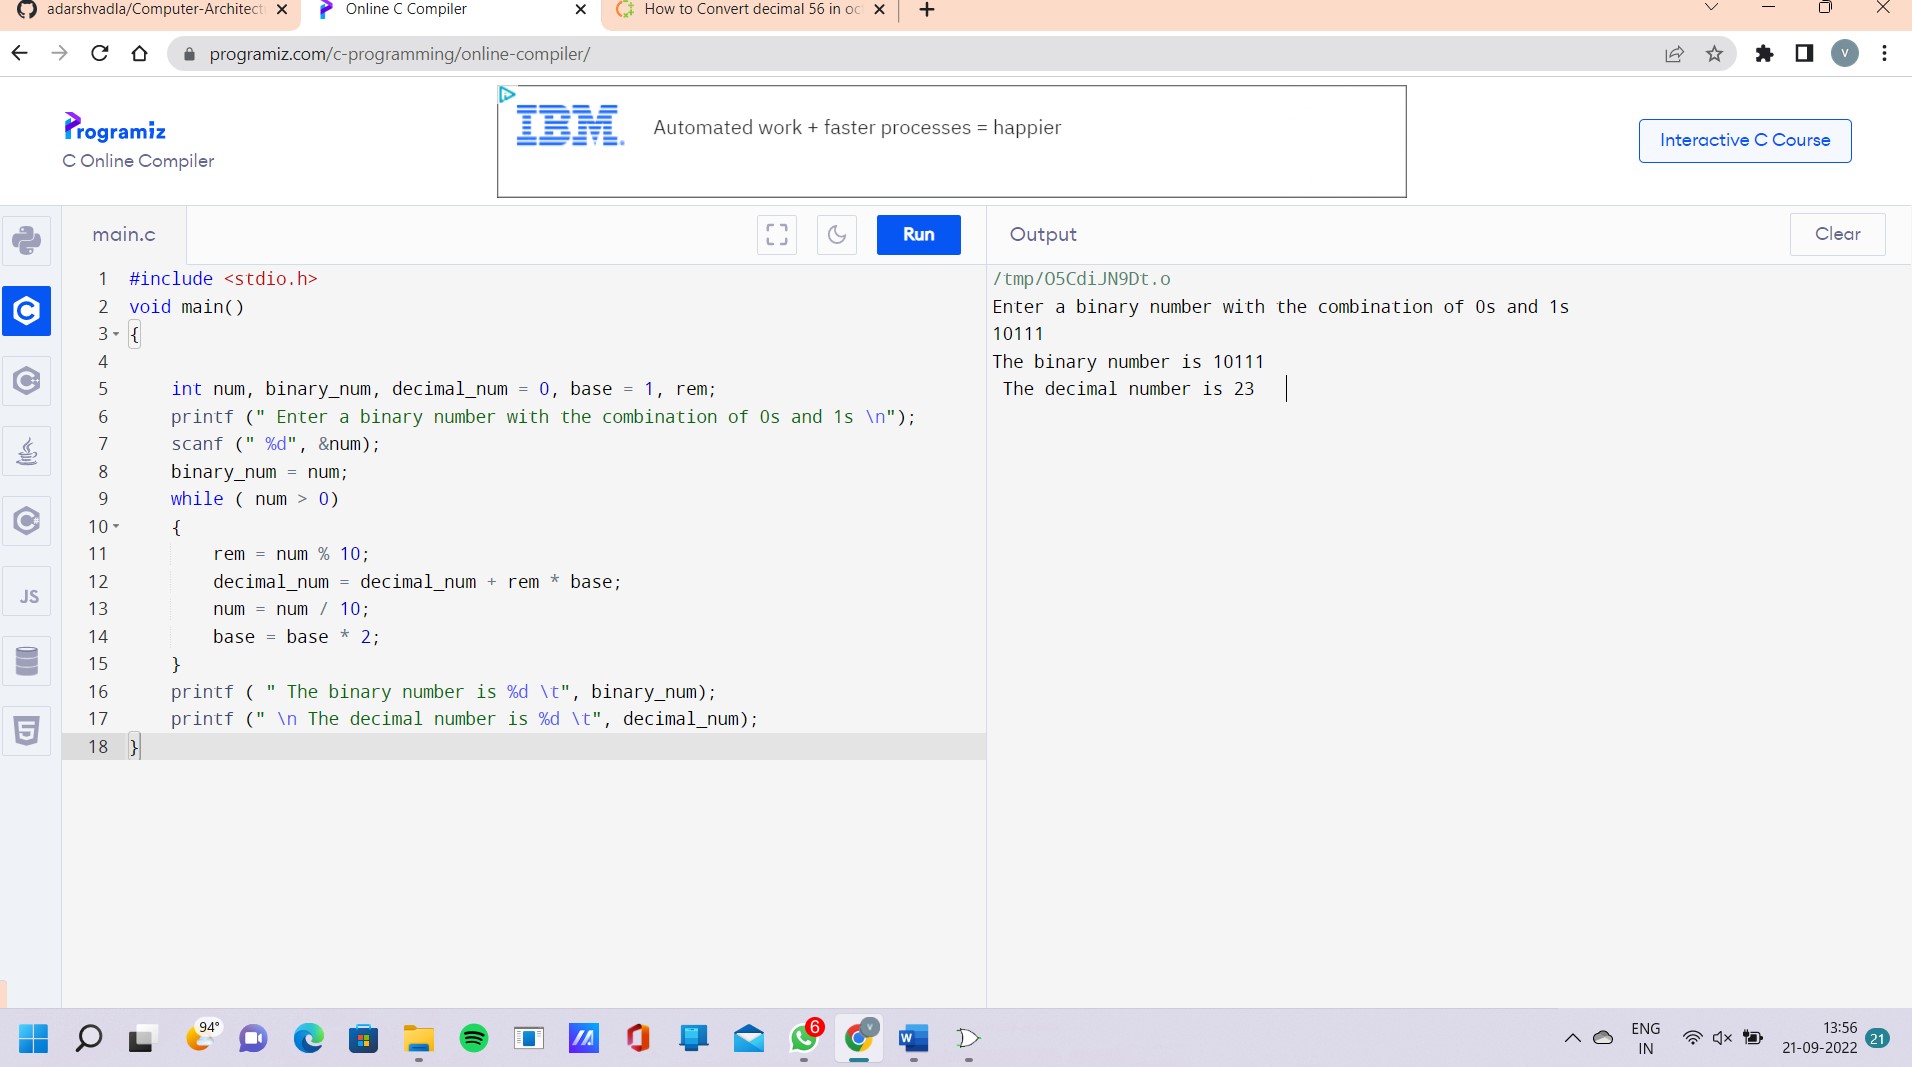 adarshvadla/Computer-Architect
Online C Compiler
How to Convert decimal 56 in oc
programiz.com/c-programming/online-compiler/
V
Programiz
C Online Compiler
IBM.
Automated work + faster processes = happier
Interactive C Course
main.c
Run
Output
Clear
1 #include <stdio.h>
2 void main()
3 {
4
5 int num, binary_num, decimal_num = 0, base = 1, rem;
6 printf (" Enter a binary number with the combination of 0s and 1s \n");
7 scanf (" %d", &num);
8 binary_num = num;
9 while ( num > 0)
10 {
11 rem = num % 10;
12 decimal_num = decimal_num + rem * base;
13 num = num / 10;
14 base = base * 2;
15 }
16 printf ( " The binary number is %d \t", binary_num);
17 printf (" \n The decimal number is %d \t", decimal_num);
18 }
/tmp/O5CdiJN9Dt.o
Enter a binary number with the combination of 0s and 1s
10111
The binary number is 10111
The decimal number is 23
C
C++
C#
JS
5
94°
6
v
W
ENG
IN
13:56
21-09-2022
21